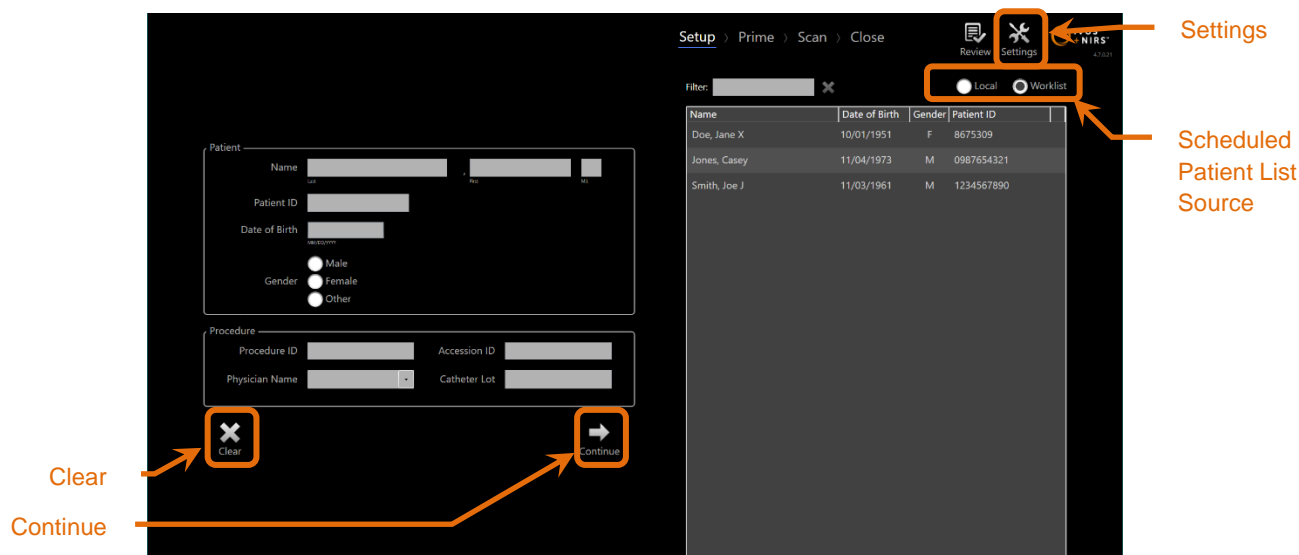 Setup > Prime > Scan > Close
Review
Settings
NIRS
4.7.0.21
Settings
Filter:
Local
Worklist
Scheduled
Patient List
Source
Name Date of Birth Gender Patient ID
Doe, Jane X 10/01/1951 F 8675309
Jones, Casey 11/04/1973 M 0987654321
Smith, Joe J 11/03/1961 M 1234567890
Patient
Name ,
Last First M.I.
Patient ID
Date of Birth
MM/DD/YYYY
Gender
Male
Female
Other
Procedure
Procedure ID
Accession ID
Physician Name
Catheter Lot
Clear
Continue
Clear
Continue